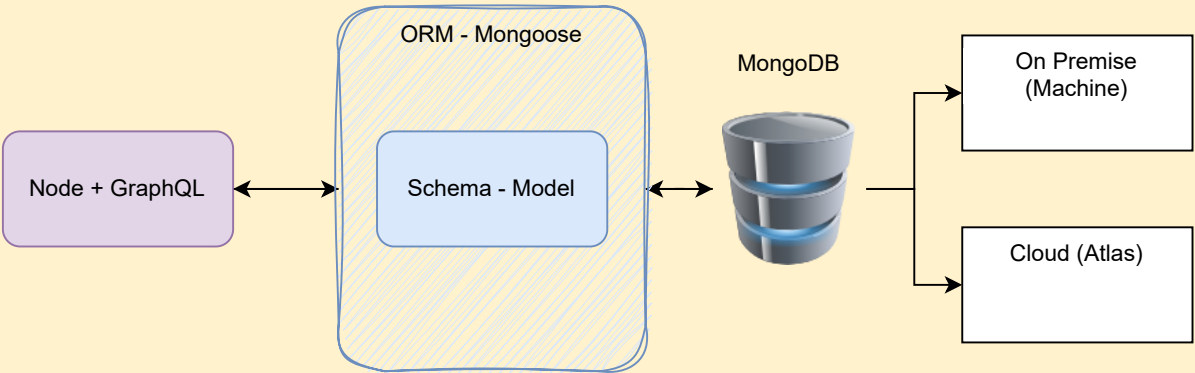 Node + GraphQL
ORM - Mongoose
Schema - Model
MongoDB
On Premise
(Machine)
Cloud (Atlas)